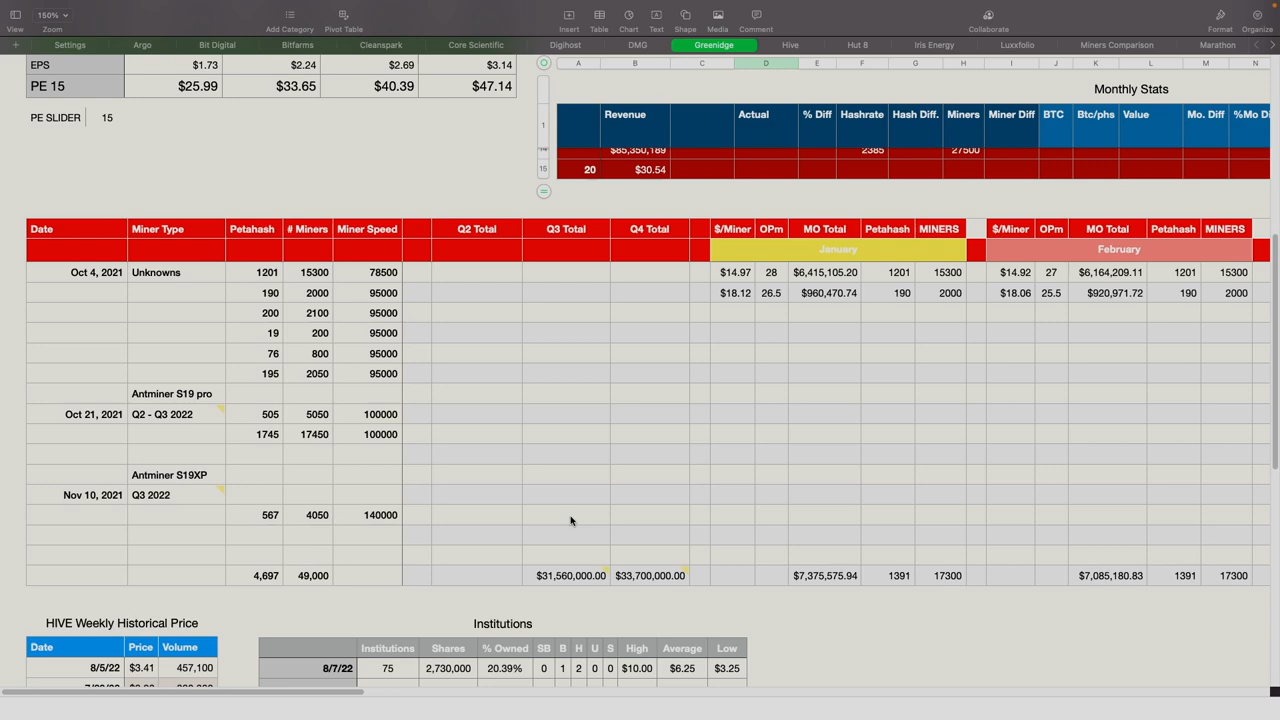 150% View Zoom Add Category Pivot Table Insert Table Chart Text Shape Media Comment Collaborate Format Organize
Settings Argo Bit Digital Bitfarms Cleanspark Core Scientific Digihost DMG Greenidge Hive Hut 8 Iris Energy Luxxfolio Miners Comparison Marathon
EPS $1.73 $2.24 $2.69 $3.14
PE 15 $25.99 $33.65 $40.39 $47.14
PE SLIDER 15
A B C D E F G H I J K L M N
Monthly Stats
1 Revenue Actual % Diff Hashrate Hash Diff. Miners Miner Diff BTC Btc/phs Value Mo. Diff %Mo Di
$85,350,189 2385 27500
15 20 $30.54
Date Miner Type Petahash # Miners Miner Speed Q2 Total Q3 Total Q4 Total $/Miner OPm MO Total Petahash MINERS $/Miner OPm MO Total Petahash MINERS
January February
Oct 4, 2021 Unknowns 1201 15300 78500 $14.97 28 $6,415,105.20 1201 15300 $14.92 27 $6,164,209.11 1201 15300
190 2000 95000 $18.12 26.5 $960,470.74 190 2000 $18.06 25.5 $920,971.72 190 2000
200 2100 95000
19 200 95000
76 800 95000
195 2050 95000
Antminer S19 pro
Oct 21, 2021 Q2 - Q3 2022 505 5050 100000
1745 17450 100000
Antminer S19XP
Nov 10, 2021 Q3 2022
567 4050 140000
4,697 49,000 $31,560,000.00 $33,700,000.00 $7,375,575.94 1391 17300 $7,085,180.83 1391 17300
HIVE Weekly Historical Price
Date Price Volume
8/5/22 $3.41 457,100
Institutions
Institutions Shares % Owned SB B H U S High Average Low
8/7/22 75 2,730,000 20.39% 0 1 2 0 0 $10.00 $6.25 $3.25